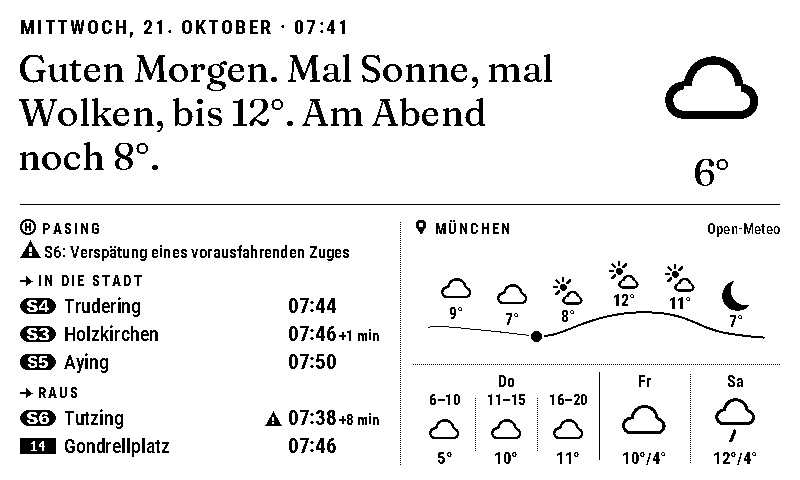 MITTWOCH, 21. OKTOBER · 07:41
Guten Morgen. Mal Sonne, mal
Wolken, bis 12°. Am Abend
noch 8°.
6°
H PASING
S6: Verspätung eines vorausfahrenden Zuges
→ IN DIE STADT
S4 Trudering 07:44
S3 Holzkirchen 07:46 +1 min
S5 Aying 07:50
→ RAUS
S6 Tutzing 07:38 +8 min
14 Gondrellplatz 07:46
MÜNCHEN Open-Meteo
9° 7° 8° 12° 11° 7°
Do Fr Sa
6–10 11–15 16–20
5° 10° 11° 10°/4° 12°/4°